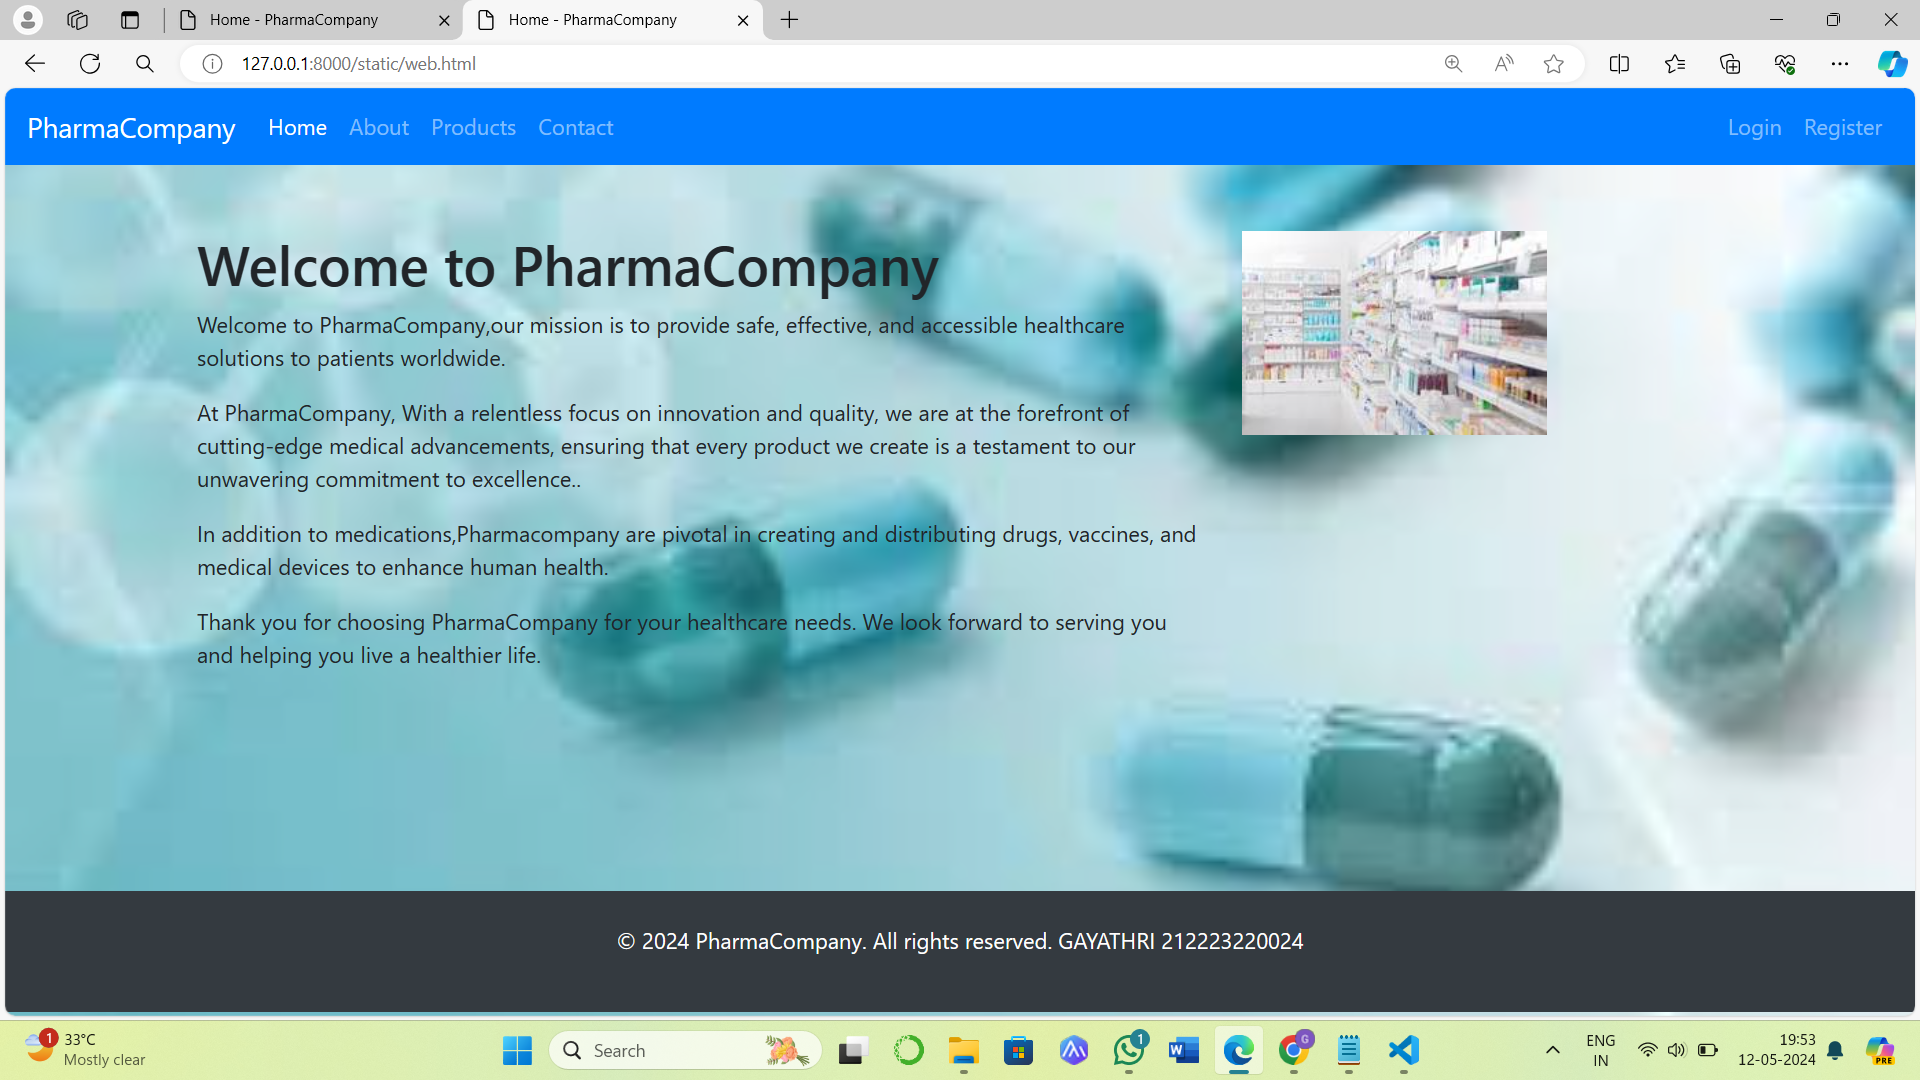 Home - PharmaCompany
Home - PharmaCompany
127.0.0.1:8000/static/web.html
PharmaCompany Home About Products Contact Login Register
Welcome to PharmaCompany
Welcome to PharmaCompany,our mission is to provide safe, effective, and accessible healthcare
solutions to patients worldwide.
At PharmaCompany, With a relentless focus on innovation and quality, we are at the forefront of
cutting-edge medical advancements, ensuring that every product we create is a testament to our
unwavering commitment to excellence..
In addition to medications,Pharmacompany are pivotal in creating and distributing drugs, vaccines, and
medical devices to enhance human health.
Thank you for choosing PharmaCompany for your healthcare needs. We look forward to serving you
and helping you live a healthier life.
© 2024 PharmaCompany. All rights reserved. GAYATHRI 212223220024
1
33°C
Mostly clear
Search
1
W
G
ENG
IN
19:53
12-05-2024
PRE